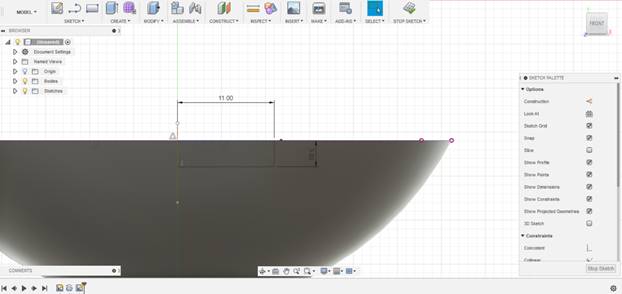 MODEL
SKETCH
CREATE
MODIFY
ASSEMBLE
CONSTRUCT
INSPECT
INSERT
MAKE
ADD-INS
SELECT
STOP SKETCH
BROWSER
(Unsaved)
Document Settings
Named Views
Origin
Bodies
Sketches
11.00
FRONT
SKETCH PALETTE
Options
Construction
Look At
Sketch Grid
Snap
Slice
Show Profile
Show Points
Show Dimensions
Show Constraints
Show Projected Geometries
3D Sketch
Constraints
Coincident
Collinear
Stop Sketch
COMMENTS